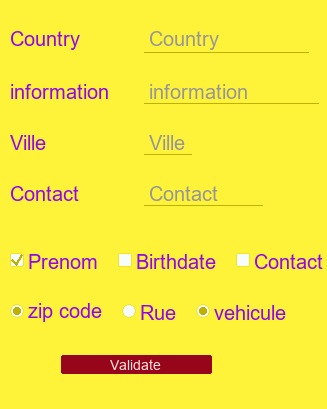 Country Country
information information
Ville Ville
Contact Contact
Prenom Birthdate Contact
zip code Rue vehicule
Validate